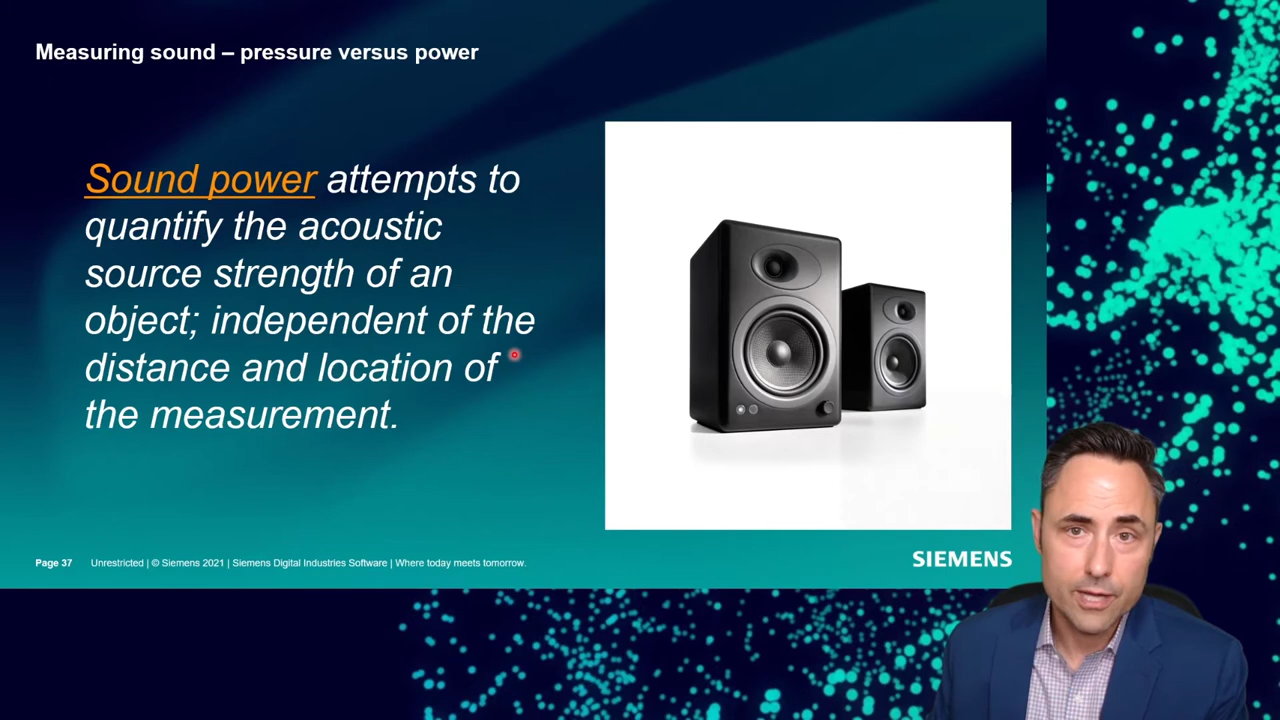 Measuring sound – pressure versus power
Sound power attempts to
quantify the acoustic
source strength of an
object; independent of the
distance and location of
the measurement.
Page 37 Unrestricted | © Siemens 2021 | Siemens Digital Industries Software | Where today meets tomorrow.
SIEMENS